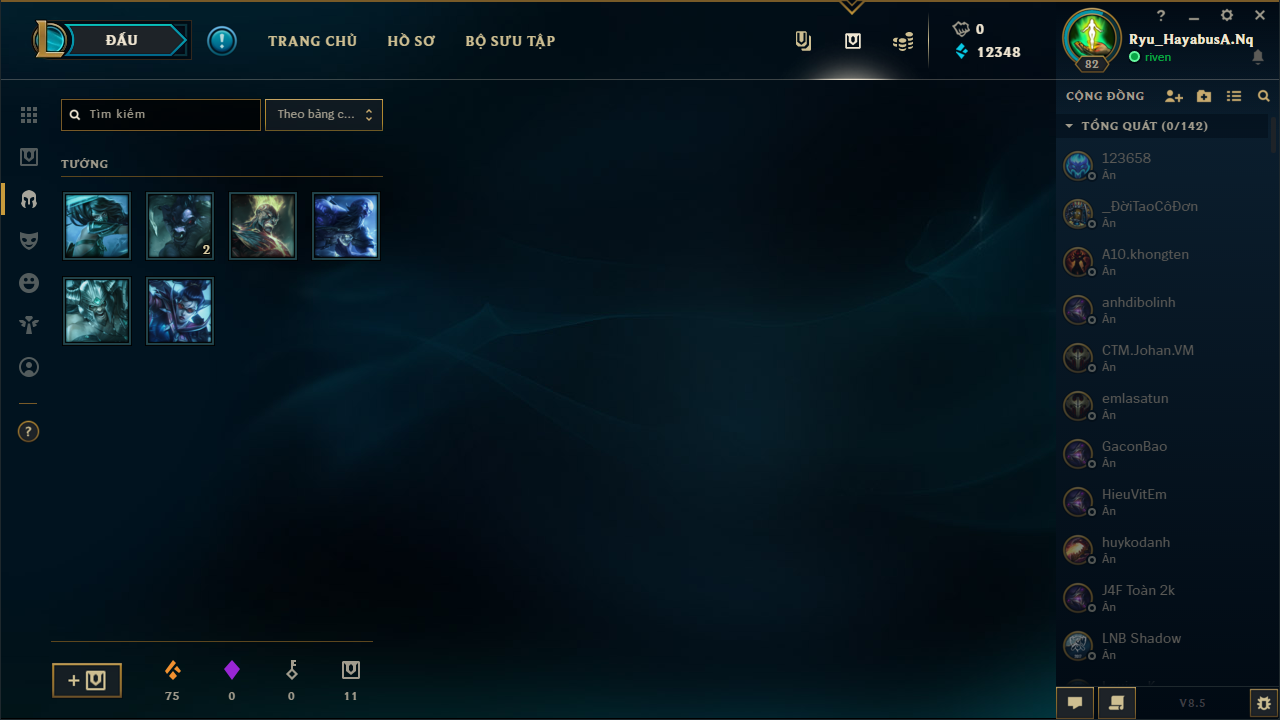 ĐẤU
TRANG CHỦ
HỒ SƠ
BỘ SƯU TẬP
0
12348
82
Ryu_HayabusA.Nq
riven
Tìm kiếm
Theo bảng c...
TƯỚNG
2
75
0
0
11
CỘNG ĐỒNG
TỔNG QUÁT (0/142)
123658
Ẩn
_ĐờiTaoCôĐơn
Ẩn
A10.khongten
Ẩn
anhdibolinh
Ẩn
CTM.Johan.VM
Ẩn
emlasatun
Ẩn
GaconBao
Ẩn
HieuVitEm
Ẩn
huykodanh
Ẩn
J4F Toàn 2k
Ẩn
LNB Shadow
Ẩn
V8.5